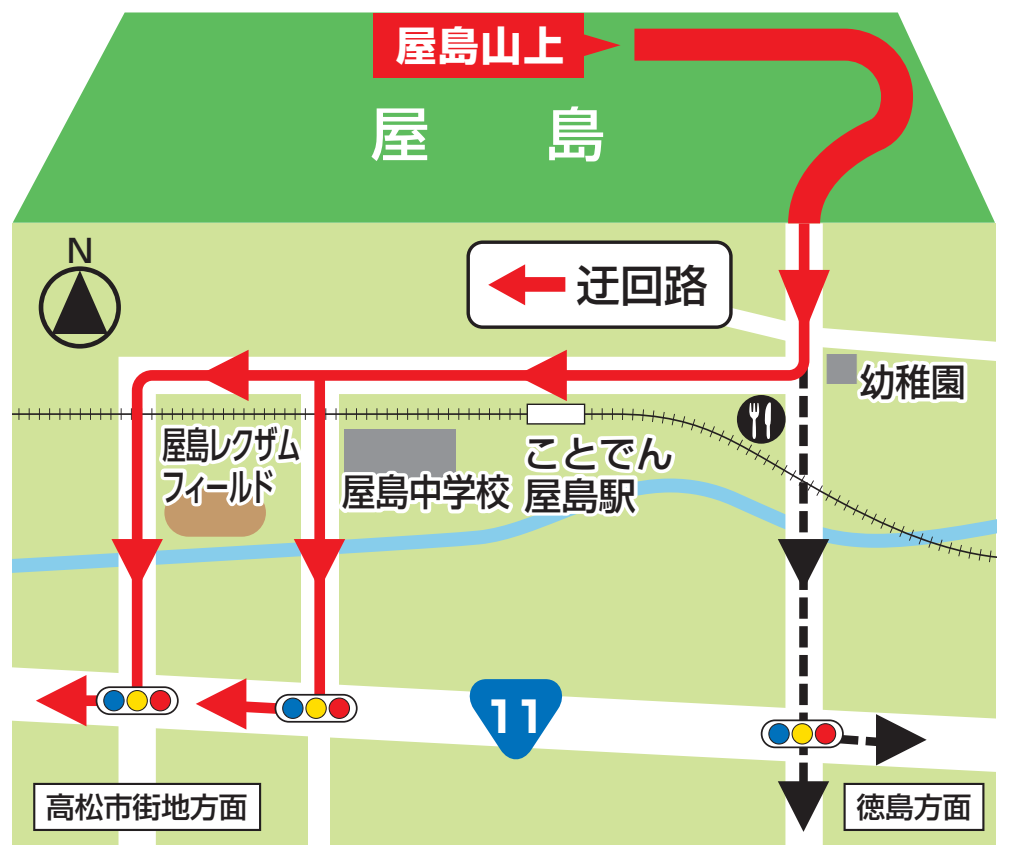 屋島山上
屋島
N
迂回路
幼稚園
屋島レクザム
フィールド
屋島中学校
ことでん
屋島駅
11
高松市街地方面
徳島方面